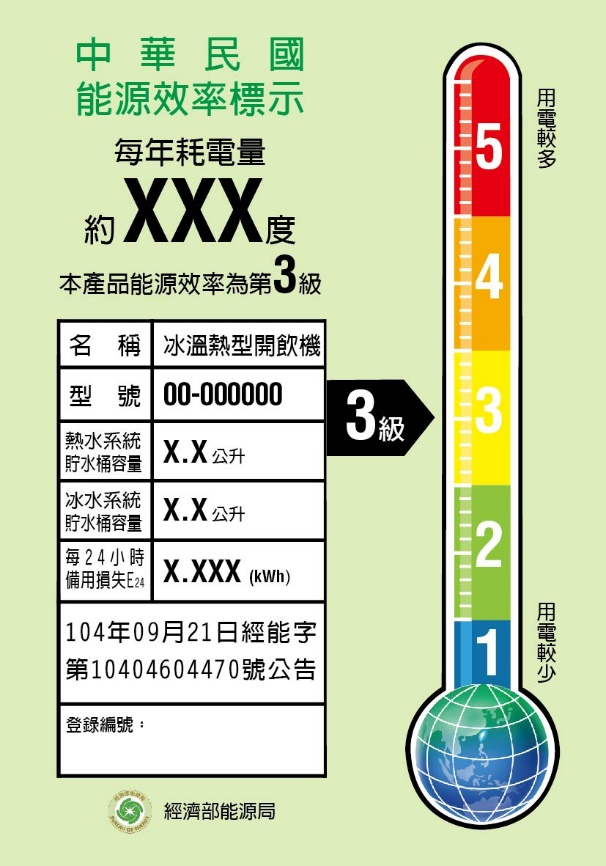 中華民國
能源效率標示
每年耗電量
約XXX度
本產品能源效率為第3級
名稱 冰溫熱型開飲機
型號 00-000000
熱水系統
貯水桶容量 X.X公升
冰水系統
貯水桶容量 X.X公升
每24小時
備用損失E24 X.XXX (kWh)
104年09月21日經能字
第10404604470號公告
登錄編號：
經濟部能源局
3級
用電較多
5
4
3
2
1
用電較少